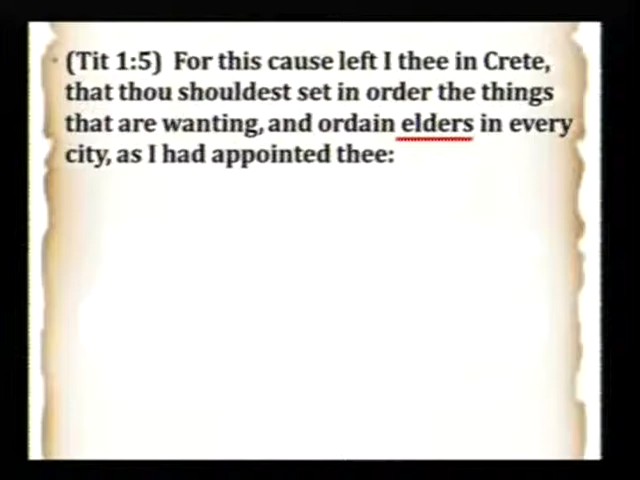 (Tit 1:5) For this cause left I thee in Crete,
that thou shouldest set in order the things
that are wanting, and ordain elders in every
city, as I had appointed thee: